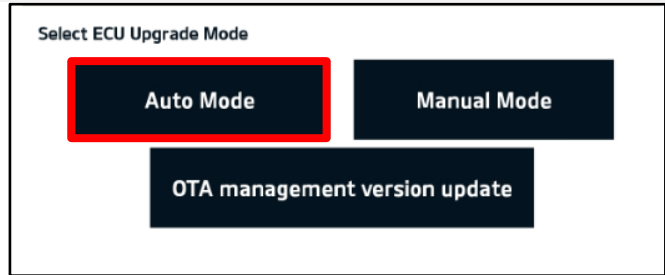 Select ECU Upgrade Mode
Auto Mode
Manual Mode
OTA management version update